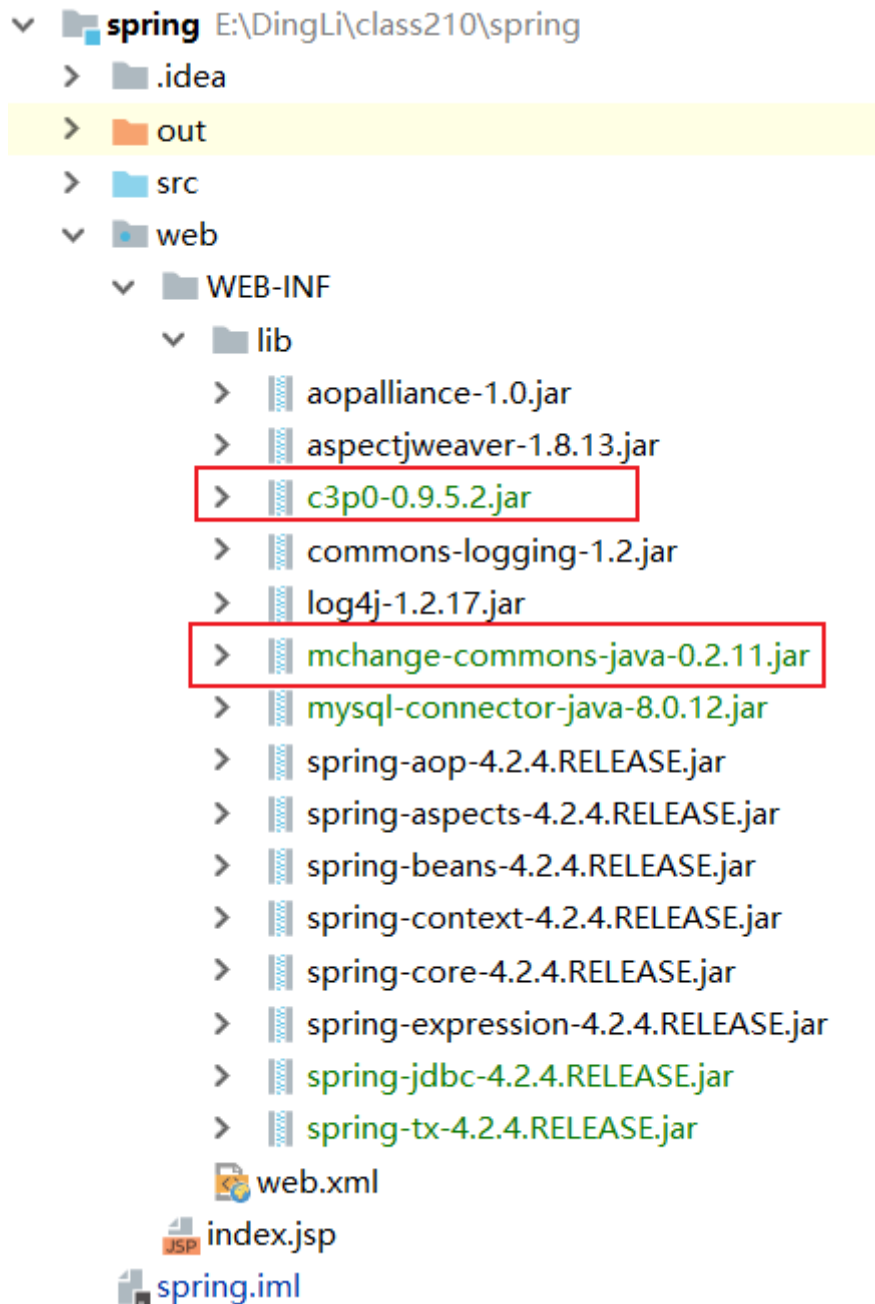 spring E:\DingLi\class210\spring
.idea
out
src
web
WEB-INF
lib
aopalliance-1.0.jar
aspectjweaver-1.8.13.jar
c3p0-0.9.5.2.jar
commons-logging-1.2.jar
log4j-1.2.17.jar
mchange-commons-java-0.2.11.jar
mysql-connector-java-8.0.12.jar
spring-aop-4.2.4.RELEASE.jar
spring-aspects-4.2.4.RELEASE.jar
spring-beans-4.2.4.RELEASE.jar
spring-context-4.2.4.RELEASE.jar
spring-core-4.2.4.RELEASE.jar
spring-expression-4.2.4.RELEASE.jar
spring-jdbc-4.2.4.RELEASE.jar
spring-tx-4.2.4.RELEASE.jar
web.xml
JSP index.jsp
spring.iml